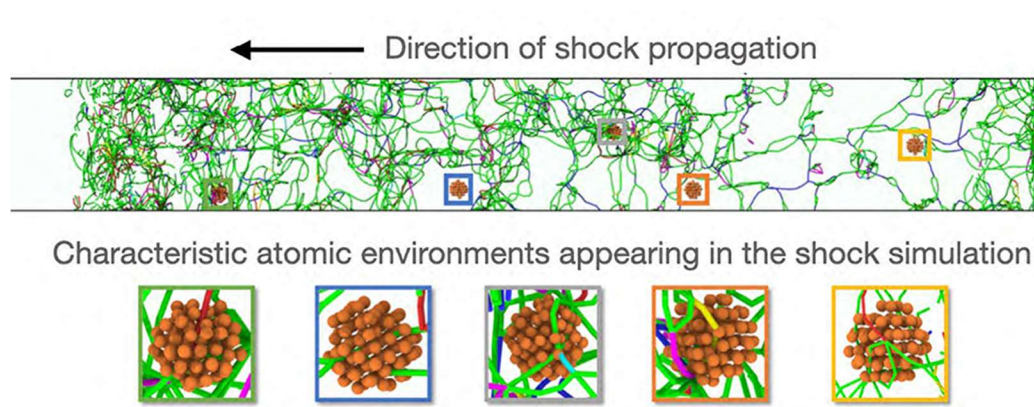 Direction of shock propagation
Characteristic atomic environments appearing in the shock simulation